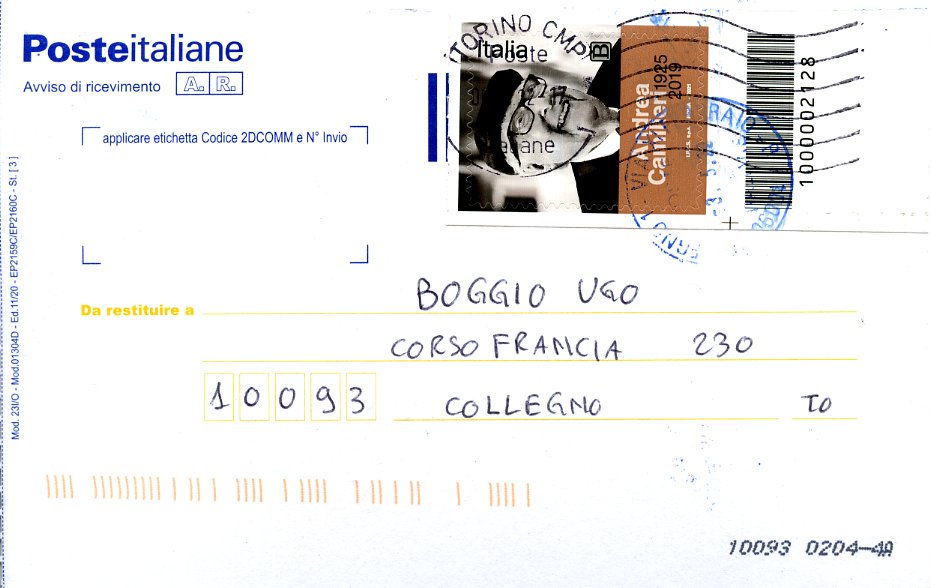 Posteitaliane
Avviso di ricevimento A. R.
applicare etichetta Codice 2DCOMM e N° Invio
TORINO CMP
Poste
Italiane
Italia
B
Andrea
Camilleri
1925
2019
1000002128
Da restituire a BOGGIO UGO
CORSO FRANCIA 230
10093 COLLEGNO TO
10093 0204-4A
Mod. 23I/O - Mod.01304D - Ed.11/20 - EP2159C/EP2160C - St. [3]